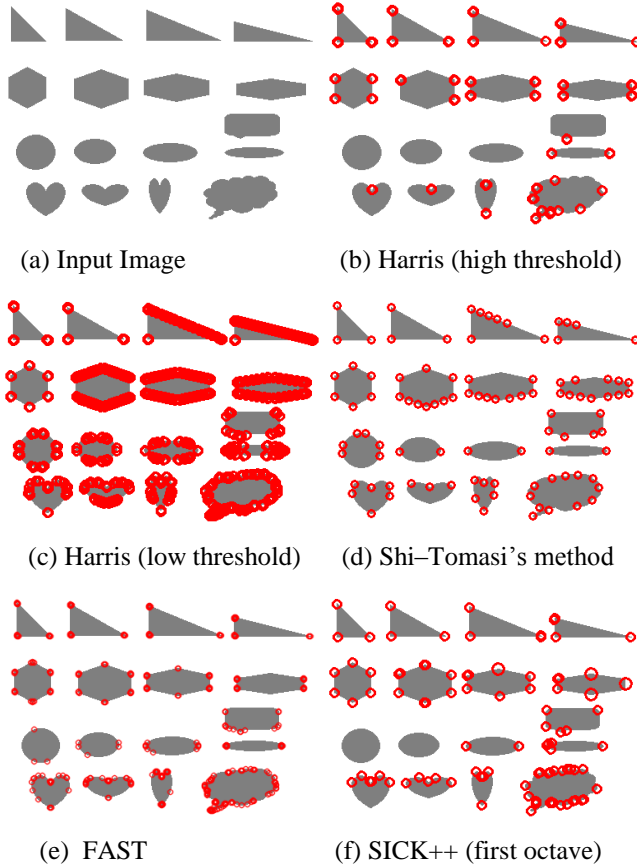 (a) Input Image
(b) Harris (high threshold)
(c) Harris (low threshold)
(d) Shi–Tomasi’s method
(e) FAST
(f) SICK++ (first octave)